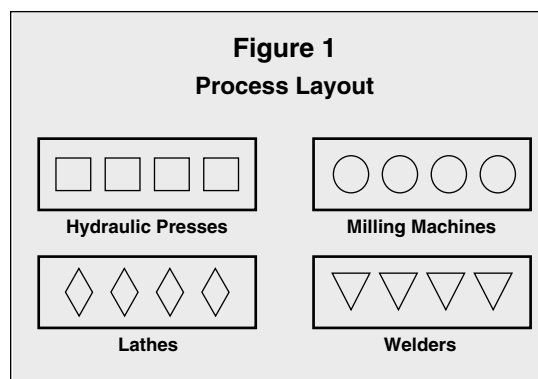 Figure 1
Process Layout
Hydraulic Presses
Milling Machines
Lathes
Welders